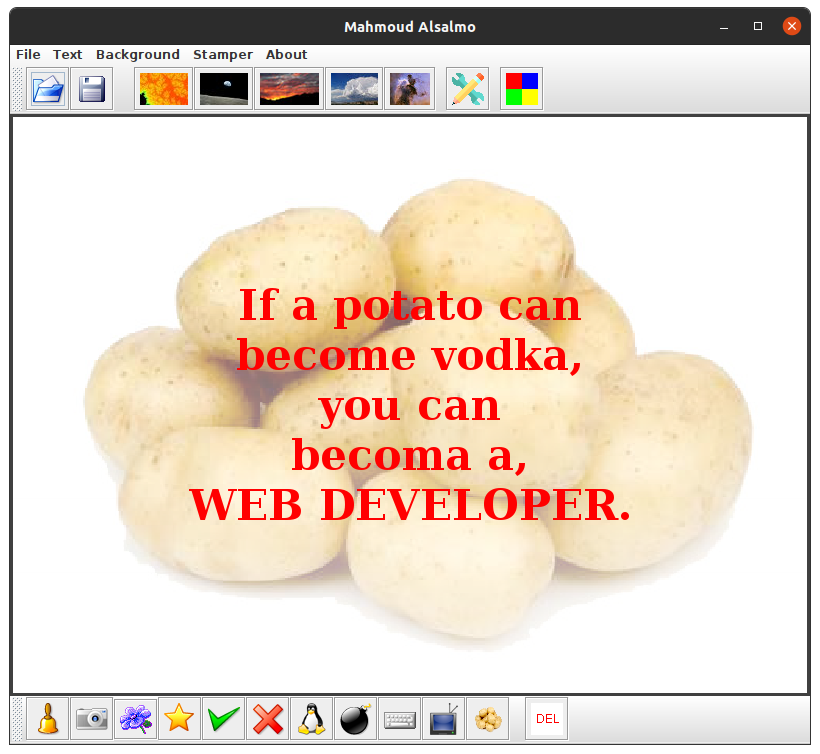 Mahmoud Alsalmo
File Text Background Stamper About
If a potato can
become vodka,
you can
becoma a,
WEB DEVELOPER.
DEL